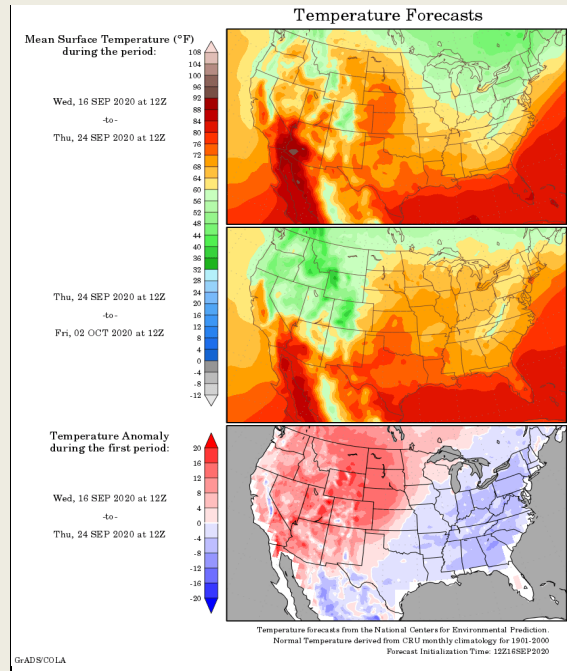 Temperature Forecasts
Mean Surface Temperature (°F)
during the period:
Wed, 16 SEP 2020 at 12Z
-to-
Thu, 24 SEP 2020 at 12Z
108
104
100
96
92
88
84
80
76
72
68
64
60
56
52
48
44
40
36
32
28
24
20
16
12
8
4
0
-4
-8
-12
Thu, 24 SEP 2020 at 12Z
-to-
Fri, 02 OCT 2020 at 12Z
Temperature Anomaly
during the first period:
Wed, 16 SEP 2020 at 12Z
-to-
Thu, 24 SEP 2020 at 12Z
20
16
12
8
4
0
-4
-8
-12
-16
-20
Temperature forecasts from the National Centers for Environmental Prediction.
Normal Temperature derived from CRU monthly climatology for 1901-2000
Forecast Initialization Time: 12Z16SEP2020
GrADS/COLA